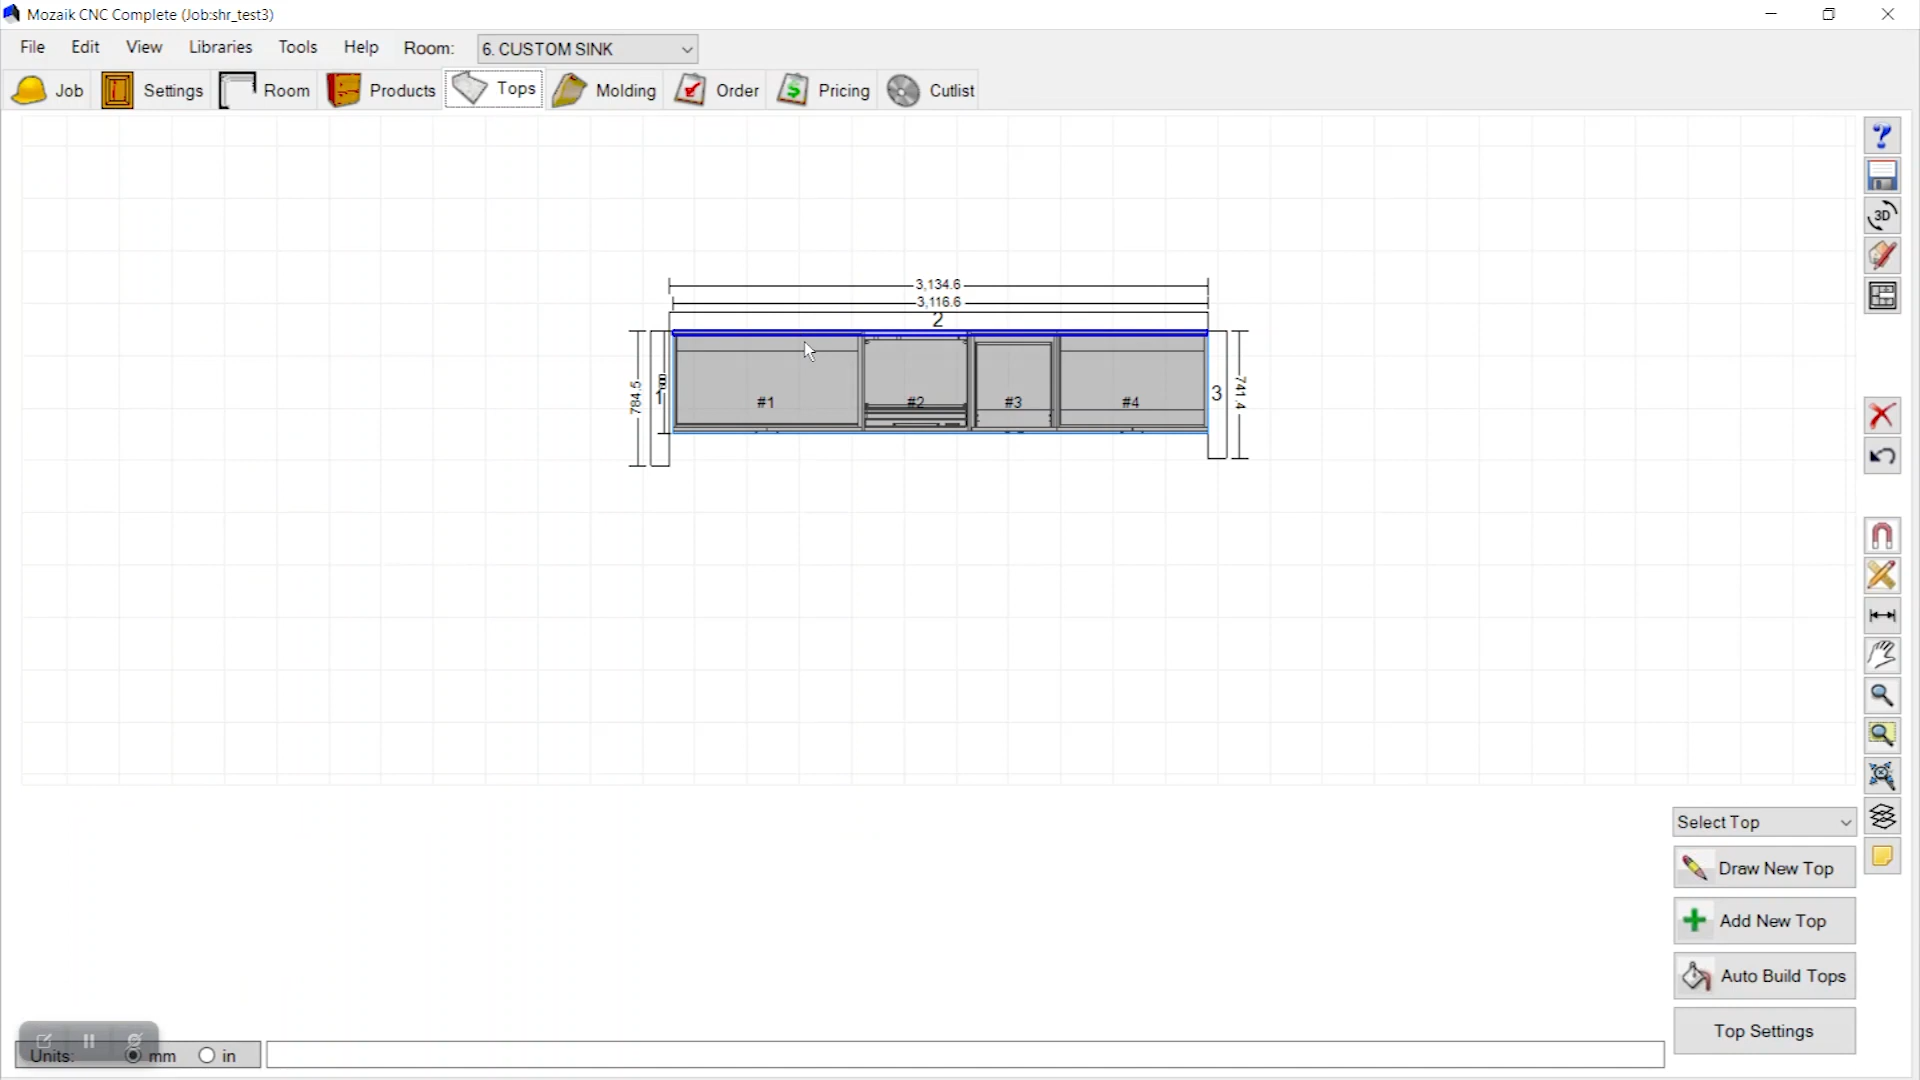 Mozaik CNC Complete (Job:shr_test3)
File Edit View Libraries Tools Help Room: 6. CUSTOM SINK
Job Settings Room Products Tops Molding Order Pricing Cutlist
3D
3,134.6
3,116.6
2
784.5
1
600
#1 #2 #3 #4
3
741.4
Select Top
Draw New Top
Add New Top
Auto Build Tops
Top Settings
Units: mm in